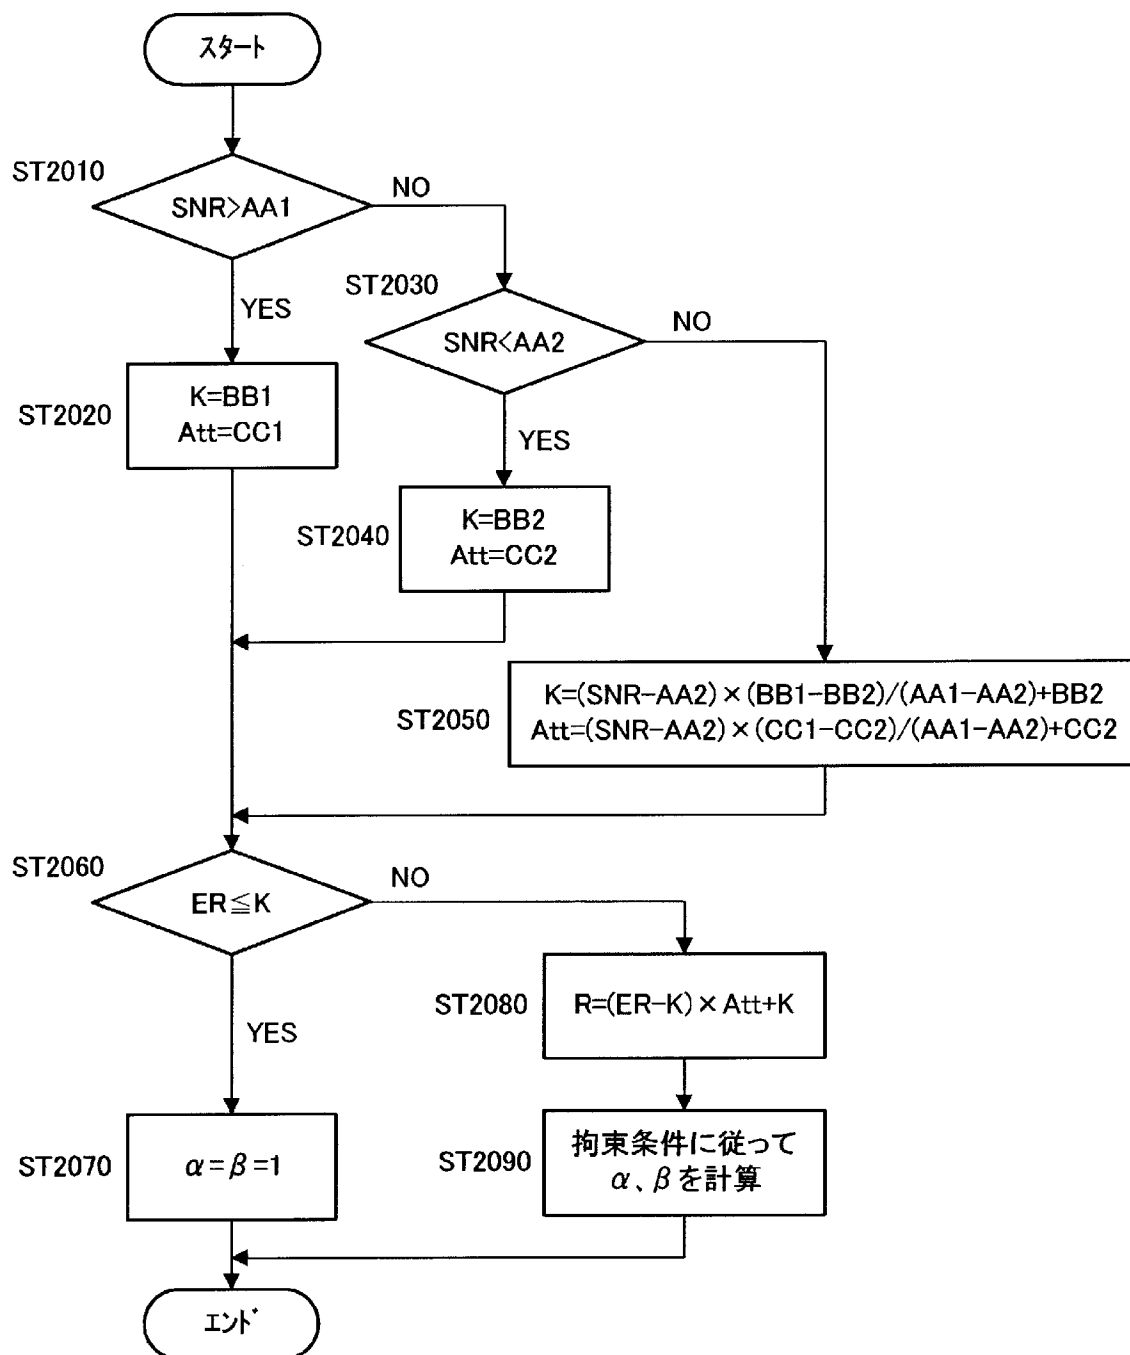 スタート
ST2010
SNR>AA1
NO
YES
ST2030
SNR<AA2
NO
YES
ST2020
K=BB1
Att=CC1
ST2040
K=BB2
Att=CC2
ST2050
K=(SNR-AA2)×(BB1-BB2)/(AA1-AA2)+BB2
Att=(SNR-AA2)×(CC1-CC2)/(AA1-AA2)+CC2
ST2060
ER≦K
NO
YES
ST2080
R=(ER-K)×Att+K
ST2070
α=β=1
ST2090
拘束条件に従って
α、βを計算
エンド